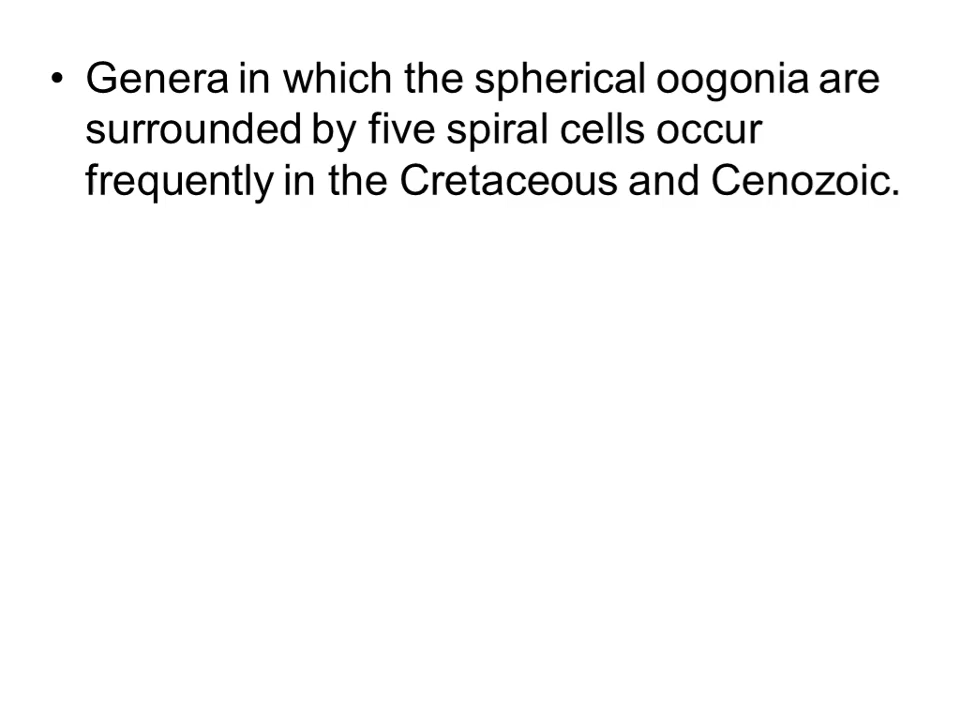 • Genera in which the spherical oogonia are
surrounded by five spiral cells occur
frequently in the Cretaceous and Cenozoic.